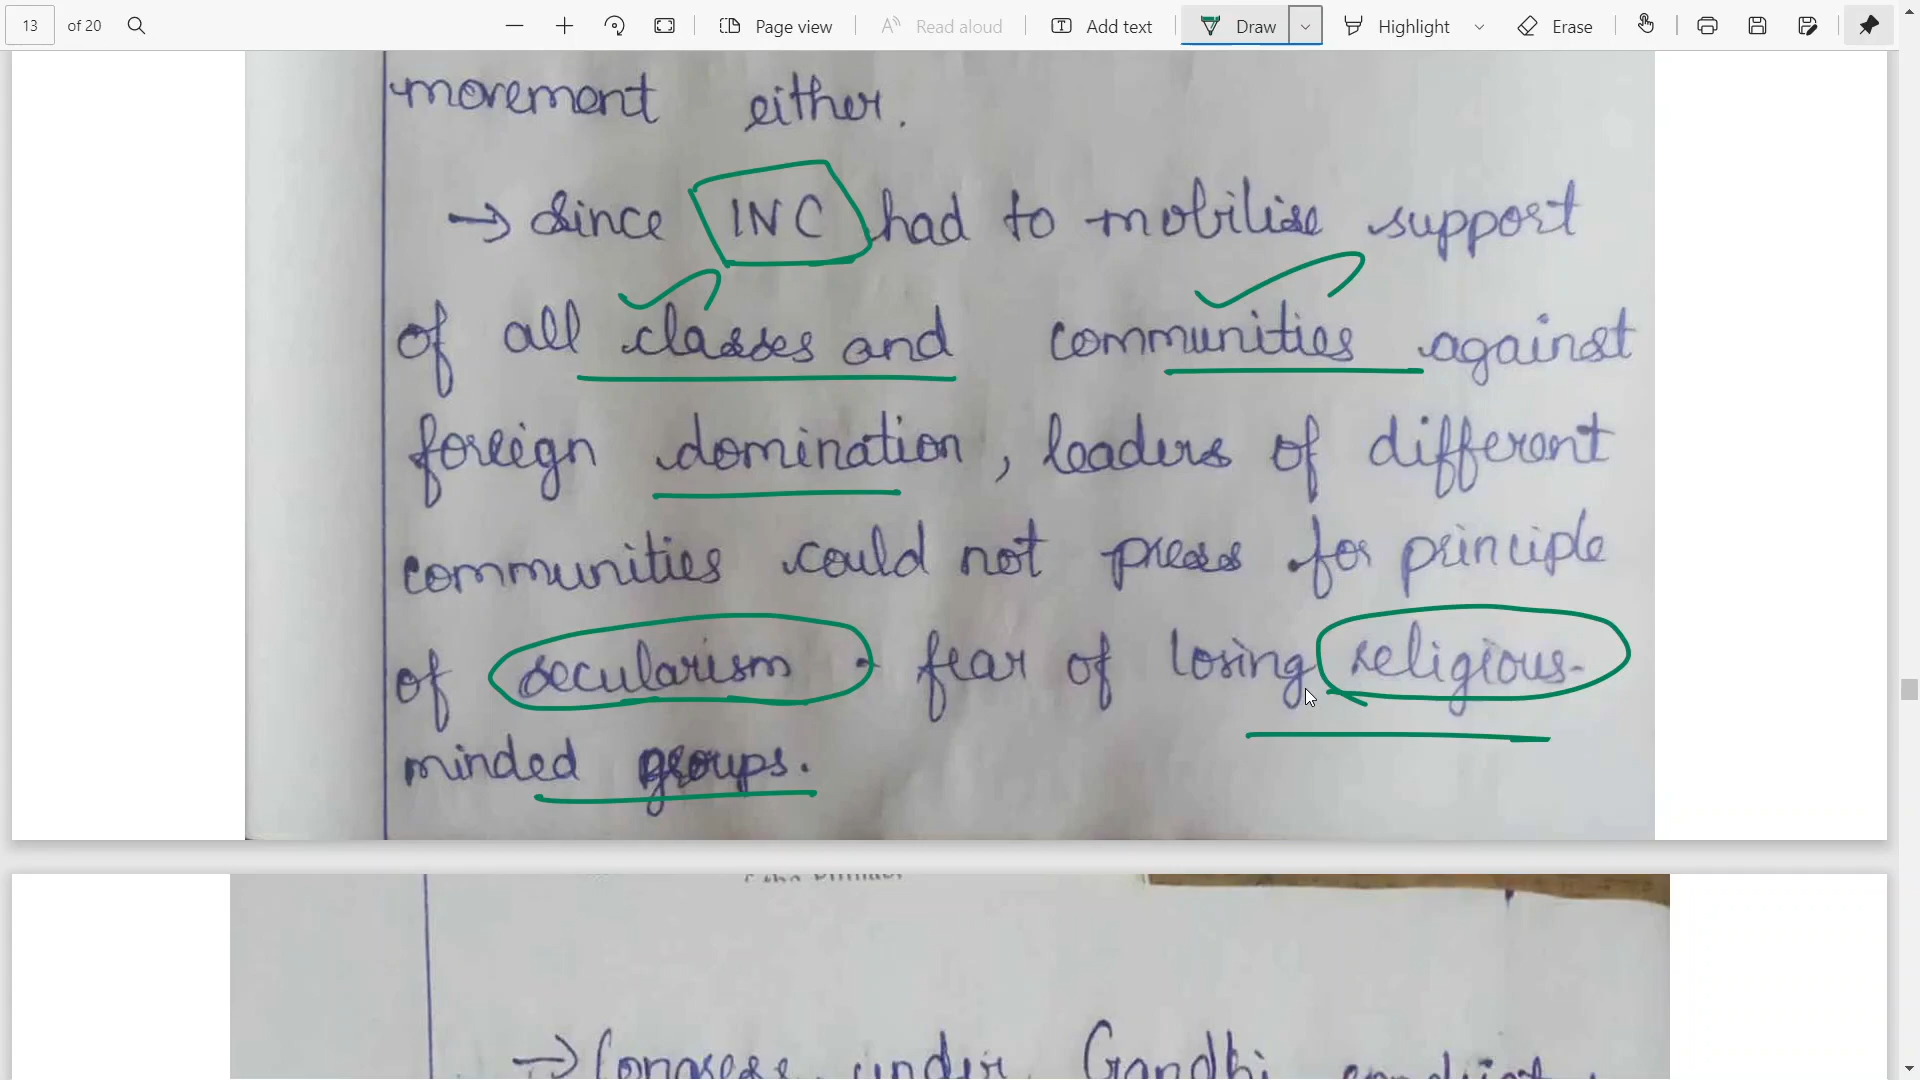 13 of 20 Page view Read aloud Add text Draw Highlight Erase
movement either.
→ Since INC had to mobilise support
of all classes and communities against
foreign domination, leaders of different
communities could not press for principle
of secularism . fear of losing religious-
minded groups.
→ Congress under Gandhi